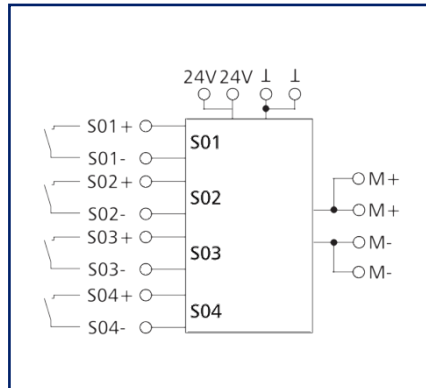 24V 24V ⊥ ⊥
S01+
S01
S01-
S02+
M+
S02
M+
S02-
S03+
M-
S03
M-
S03-
S04+
S04
S04-